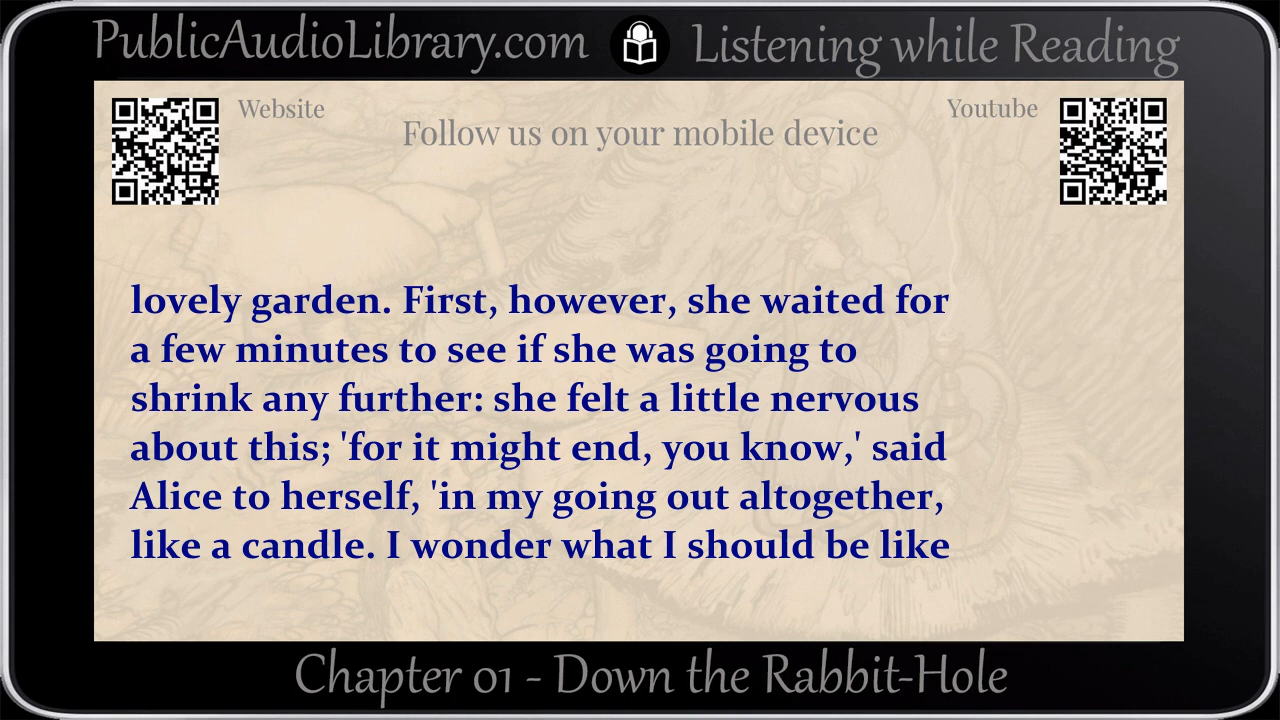 PublicAudioLibrary.com Listening while Reading
Website
Youtube
Follow us on your mobile device
lovely garden. First, however, she waited for
a few minutes to see if she was going to
shrink any further: she felt a little nervous
about this; 'for it might end, you know,' said
Alice to herself, 'in my going out altogether,
like a candle. I wonder what I should be like
Chapter 01 - Down the Rabbit-Hole